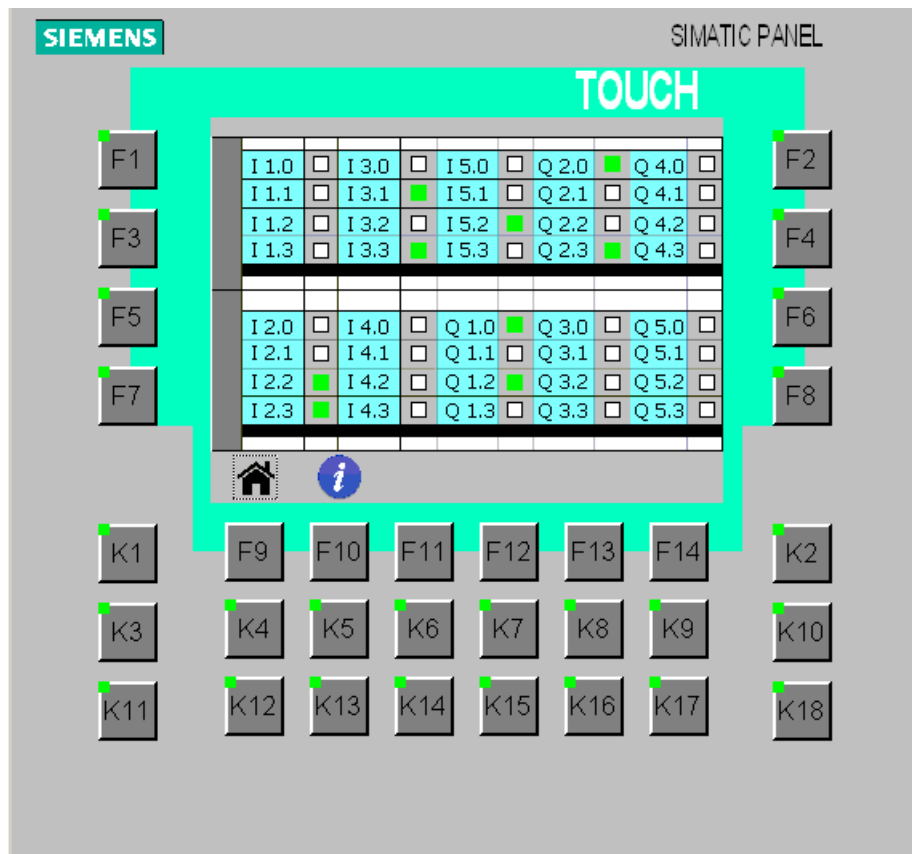 SIEMENS SIMATIC PANEL
TOUCH
F1 F2
I 1.0 I 3.0 I 5.0 Q 2.0 Q 4.0
I 1.1 I 3.1 I 5.1 Q 2.1 Q 4.1
I 1.2 I 3.2 I 5.2 Q 2.2 Q 4.2
F3 F4
I 1.3 I 3.3 I 5.3 Q 2.3 Q 4.3
F5 F6
I 2.0 I 4.0 Q 1.0 Q 3.0 Q 5.0
I 2.1 I 4.1 Q 1.1 Q 3.1 Q 5.1
I 2.2 I 4.2 Q 1.2 Q 3.2 Q 5.2
F7 F8
I 2.3 I 4.3 Q 1.3 Q 3.3 Q 5.3
i
K1 F9 F10 F11 F12 F13 F14 K2
K3 K4 K5 K6 K7 K8 K9 K10
K11 K12 K13 K14 K15 K16 K17 K18